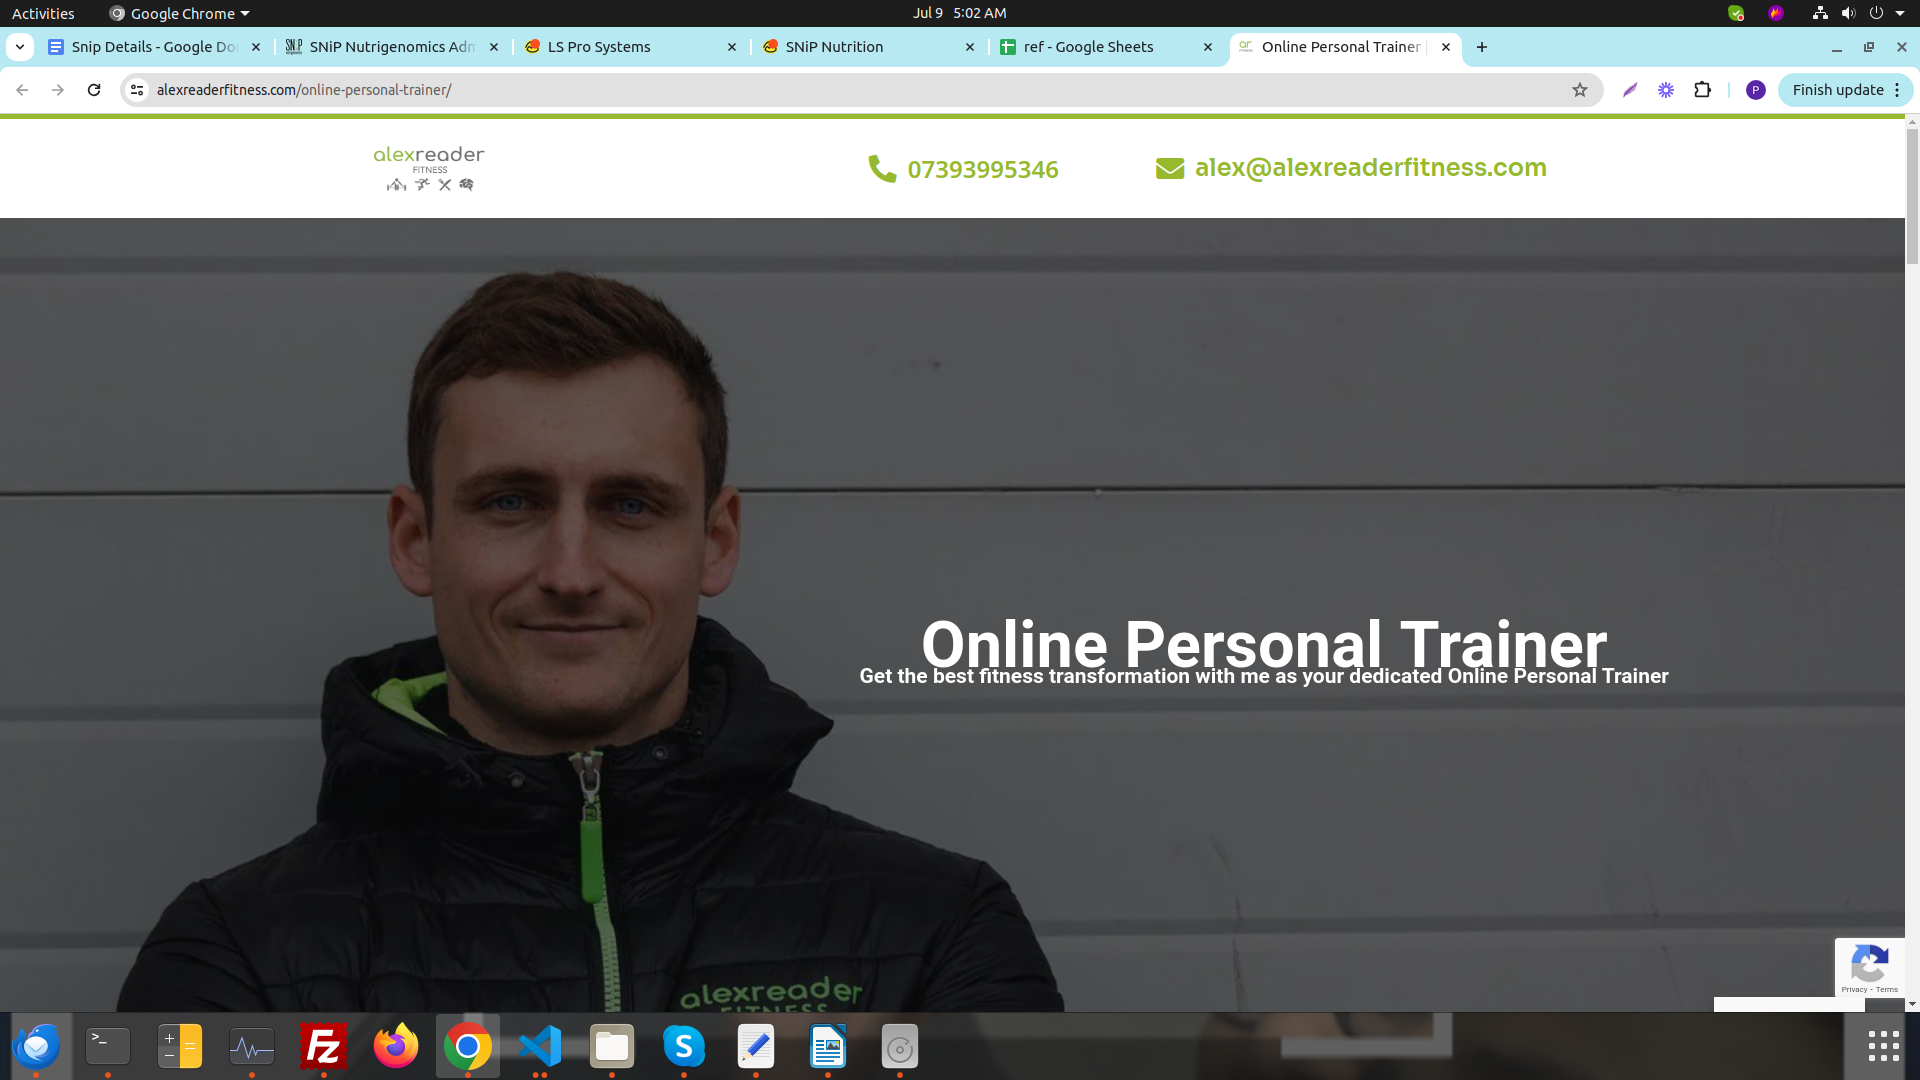 Activities
Google Chrome
Jul 9 5:02 AM
Snip Details - Google Do
SNiP Nutrigenomics Adm
LS Pro Systems
SNiP Nutrition
ref - Google Sheets
Online Personal Trainer |
alexreaderfitness.com/online-personal-trainer/
P
Finish update
alexreader
FITNESS
07393995346
alex@alexreaderfitness.com
Online Personal Trainer
Get the best fitness transformation with me as your dedicated Online Personal Trainer
alexreader
FITNESS
Privacy - Terms